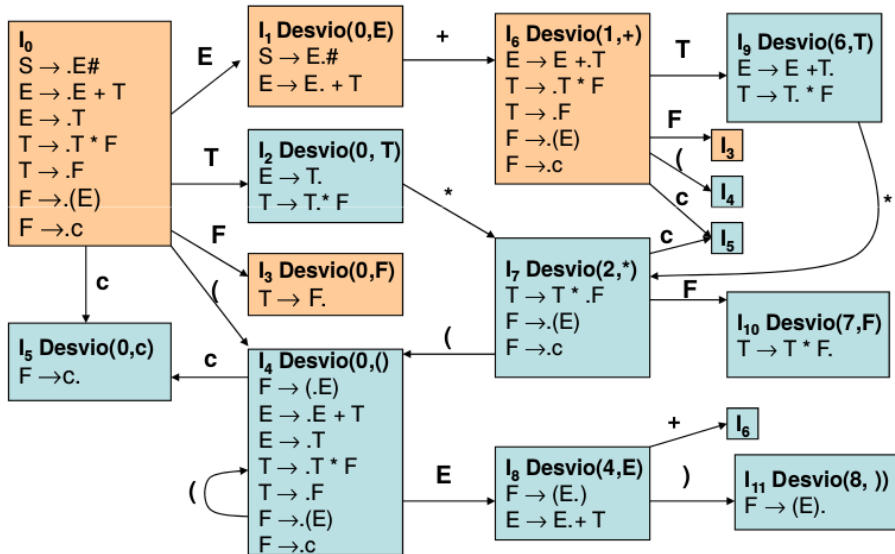 I0
S → .E#
E → .E + T
E → .T
T → .T * F
T → .F
F → .(E)
F →.c
E
T
F
(
c
I1 Desvio(0,E)
S → E.#
E → E. + T
+
I2 Desvio(0, T)
E → T.
T → T.* F
*
I3 Desvio(0,F)
T → F.
I5 Desvio(0,c)
F →c.
c
I4 Desvio(0,()
F → (.E)
E → .E + T
E → .T
T → .T * F
T → .F
F →.(E)
F →.c
(
E
I6 Desvio(1,+)
E → E +.T
T → .T * F
T → .F
F →.(E)
F →.c
T
F
(
c
I3
I4
I5
I9 Desvio(6,T)
E → E +T.
T → T. * F
*
I7 Desvio(2,*)
T → T * .F
F →.(E)
F →.c
c
F
(
I10 Desvio(7,F)
T → T * F.
I8 Desvio(4,E)
F → (E.)
E → E.+ T
+
)
I6
I11 Desvio(8, ))
F → (E).